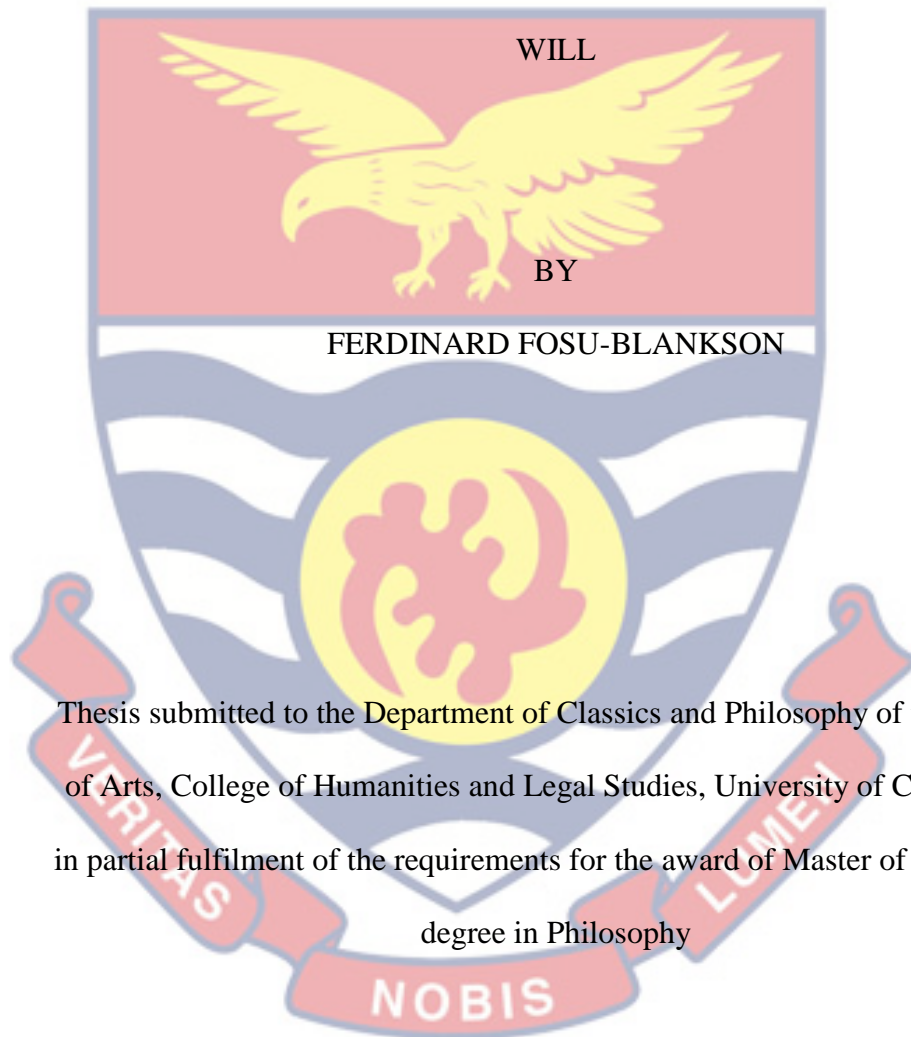 WILL
BY
FERDINARD FOSU-BLANKSON
Thesis submitted to the Department of Classics and Philosophy of
of Arts, College of Humanities and Legal Studies, University of C
in partial fulfilment of the requirements for the award of Master of
degree in Philosophy
VERITAS NOBIS LUMEN